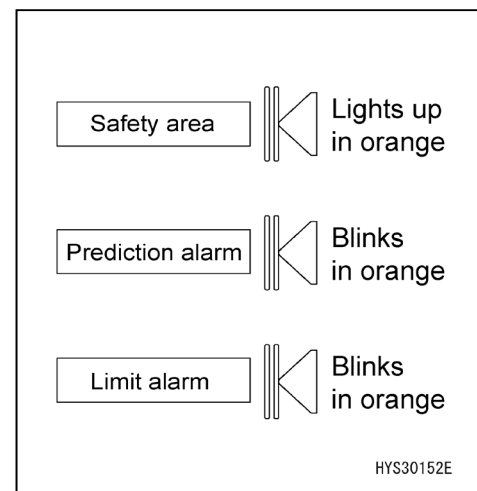 Safety area
Lights up
in orange
Prediction alarm
Blinks
in orange
Limit alarm
Blinks
in orange
HYS30152E